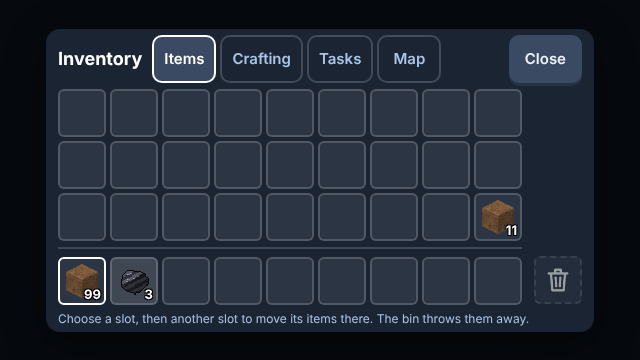 Inventory Items Crafting Tasks Map Close
11
99 3
Choose a slot, then another slot to move its items there. The bin throws them away.